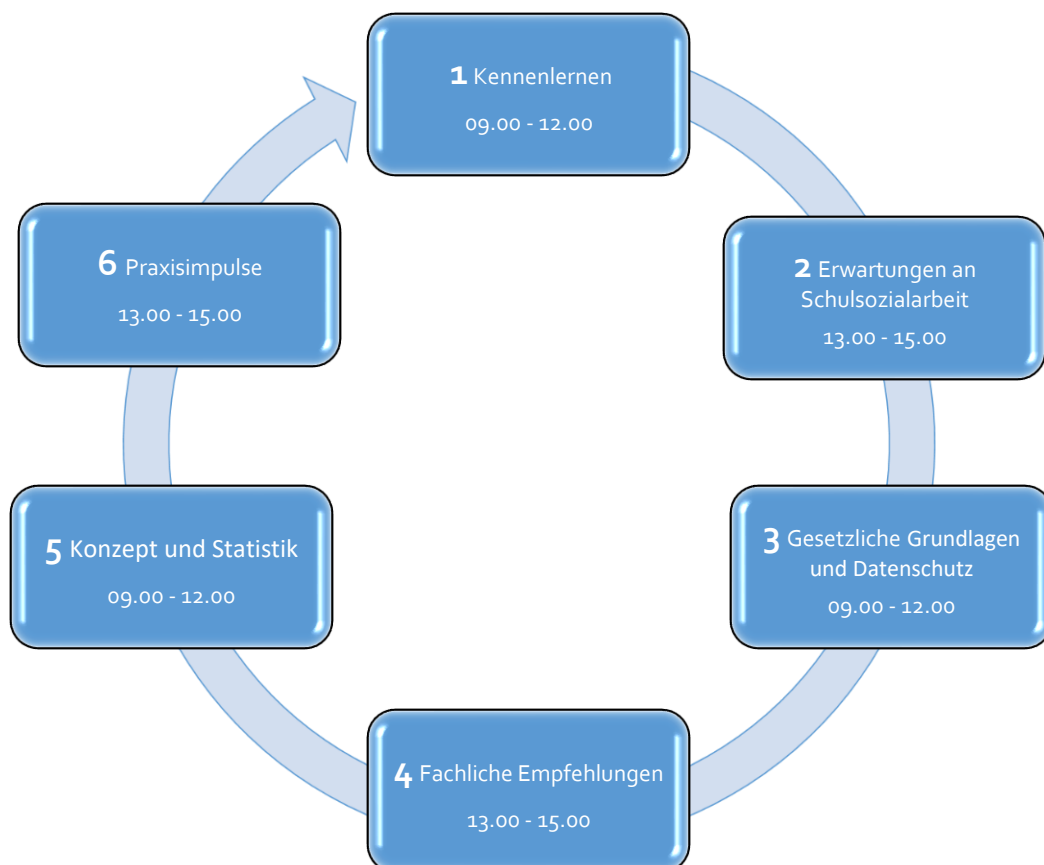 1 Kennenlernen
09.00 - 12.00
2 Erwartungen an
Schulsozialarbeit
13.00 - 15.00
3 Gesetzliche Grundlagen
und Datenschutz
09.00 - 12.00
4 Fachliche Empfehlungen
13.00 - 15.00
5 Konzept und Statistik
09.00 - 12.00
6 Praxisimpulse
13.00 - 15.00